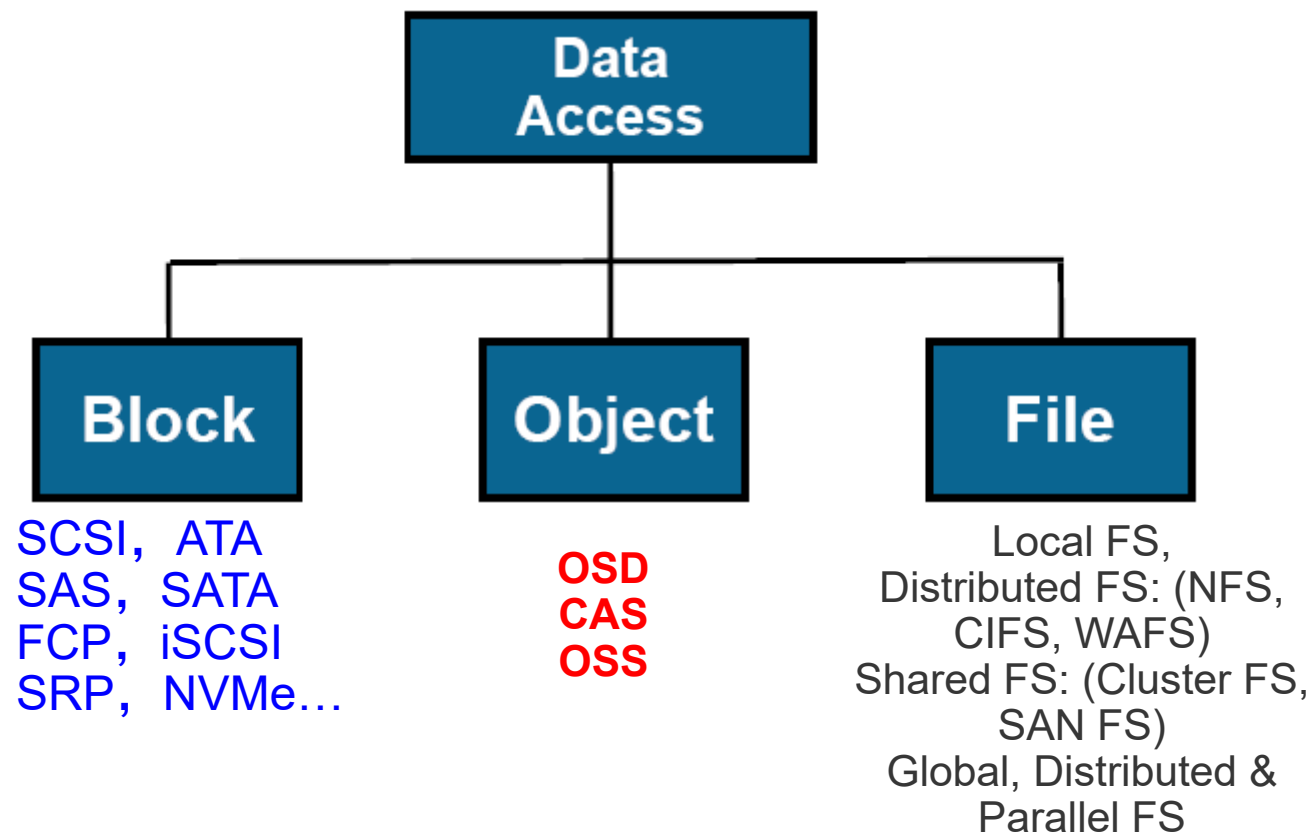 Data
Access
Block
Object
File
SCSI，ATA
SAS，SATA
FCP，iSCSI
SRP，NVMe…
OSD
CAS
OSS
Local FS,
Distributed FS: (NFS,
CIFS, WAFS)
Shared FS: (Cluster FS,
SAN FS)
Global, Distributed &
Parallel FS